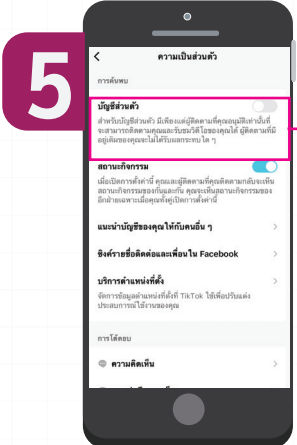 5
ความเป็นส่วนตัว
การค้นพบ
บัญชีส่วนตัว
สำหรับบัญชีส่วนตัว มีเพียงแต่ผู้ติดตามที่คุณอนุมัติเท่านั้นที่
จะสามารถติดตามคุณและรับชมวิดีโอของคุณได้ ผู้ติดตามที่มี
อยู่เดิมของคุณจะไม่ได้รับผลกระทบใด ๆ
สถานะกิจกรรม
เมื่อเปิดการตั้งค่านี้ คุณและผู้ติดตามที่คุณติดตามกลับจะเห็น
สถานะกิจกรรมของกันและกัน คุณจะเห็นสถานะกิจกรรมของ
อีกฝ่ายเฉพาะเมื่อคุณทั้งคู่เปิดการตั้งค่านี้
แนะนำบัญชีของคุณให้กับคนอื่น ๆ
ซิงค์รายชื่อติดต่อและเพื่อนใน Facebook
บริการตำแหน่งที่ตั้ง
จัดการข้อมูลตำแหน่งที่ตั้งที่ TikTok ใช้เพื่อปรับแต่ง
ประสบการณ์ใช้งานของคุณ
การโต้ตอบ
ความคิดเห็น